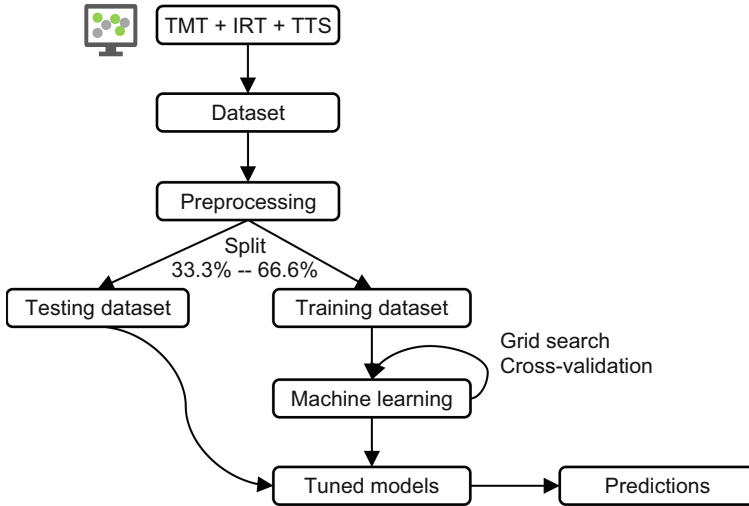 TMT + IRT + TTS
Dataset
Preprocessing
Split
33.3% -- 66.6%
Testing dataset
Training dataset
Grid search
Cross-validation
Machine learning
Tuned models
Predictions